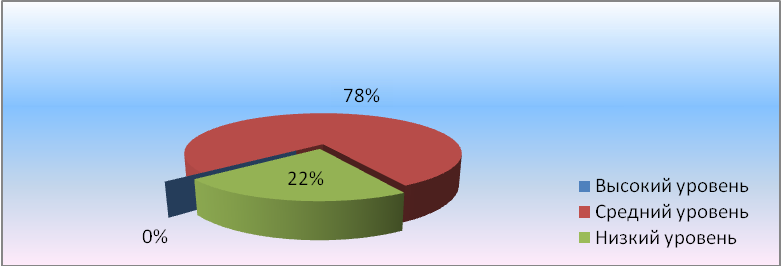 78%
22%
0%
Высокий уровень
Средний уровень
Низкий уровень